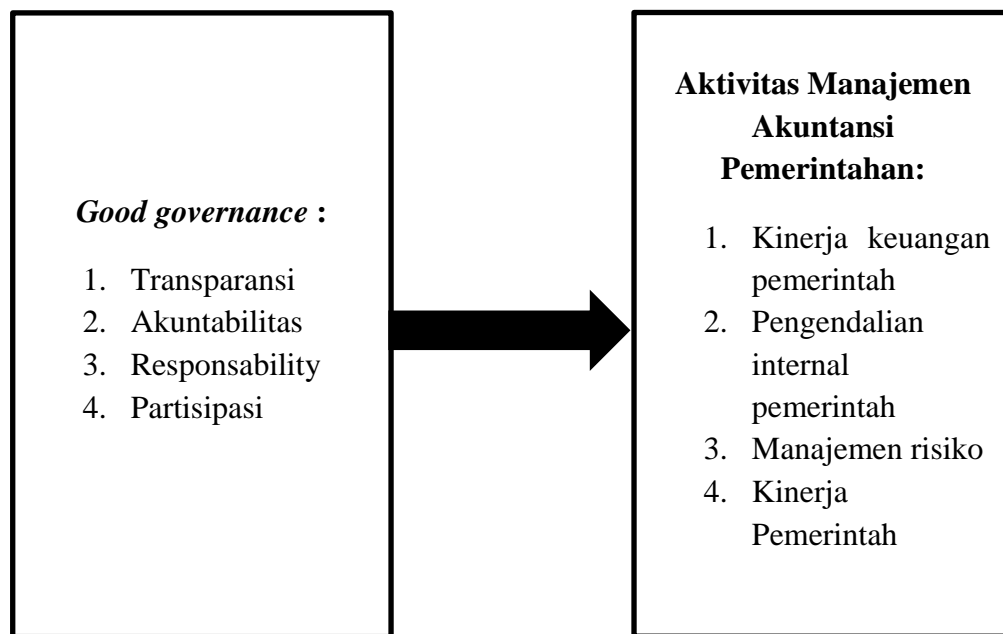 Good governance :
1. Transparansi
2. Akuntabilitas
3. Responsability
4. Partisipasi
Aktivitas Manajemen
Akuntansi
Pemerintahan:
1. Kinerja keuangan
pemerintah
2. Pengendalian
internal
pemerintah
3. Manajemen risiko
4. Kinerja
Pemerintah